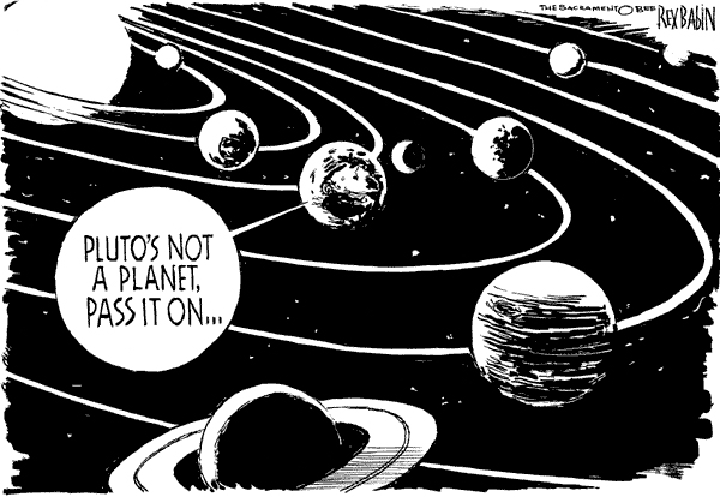 THE SACRAMENTO BEE REX BABIN
PLUTO'S NOT
A PLANET,
PASS IT ON...